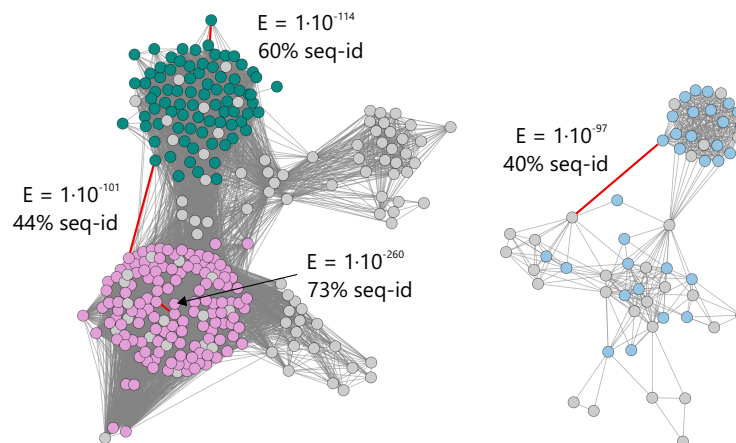 E = 1·10⁻¹¹⁴
60% seq-id
E = 1·10⁻⁹⁷
40% seq-id
E = 1·10⁻¹⁰¹
44% seq-id
E = 1·10⁻²⁶⁰
73% seq-id